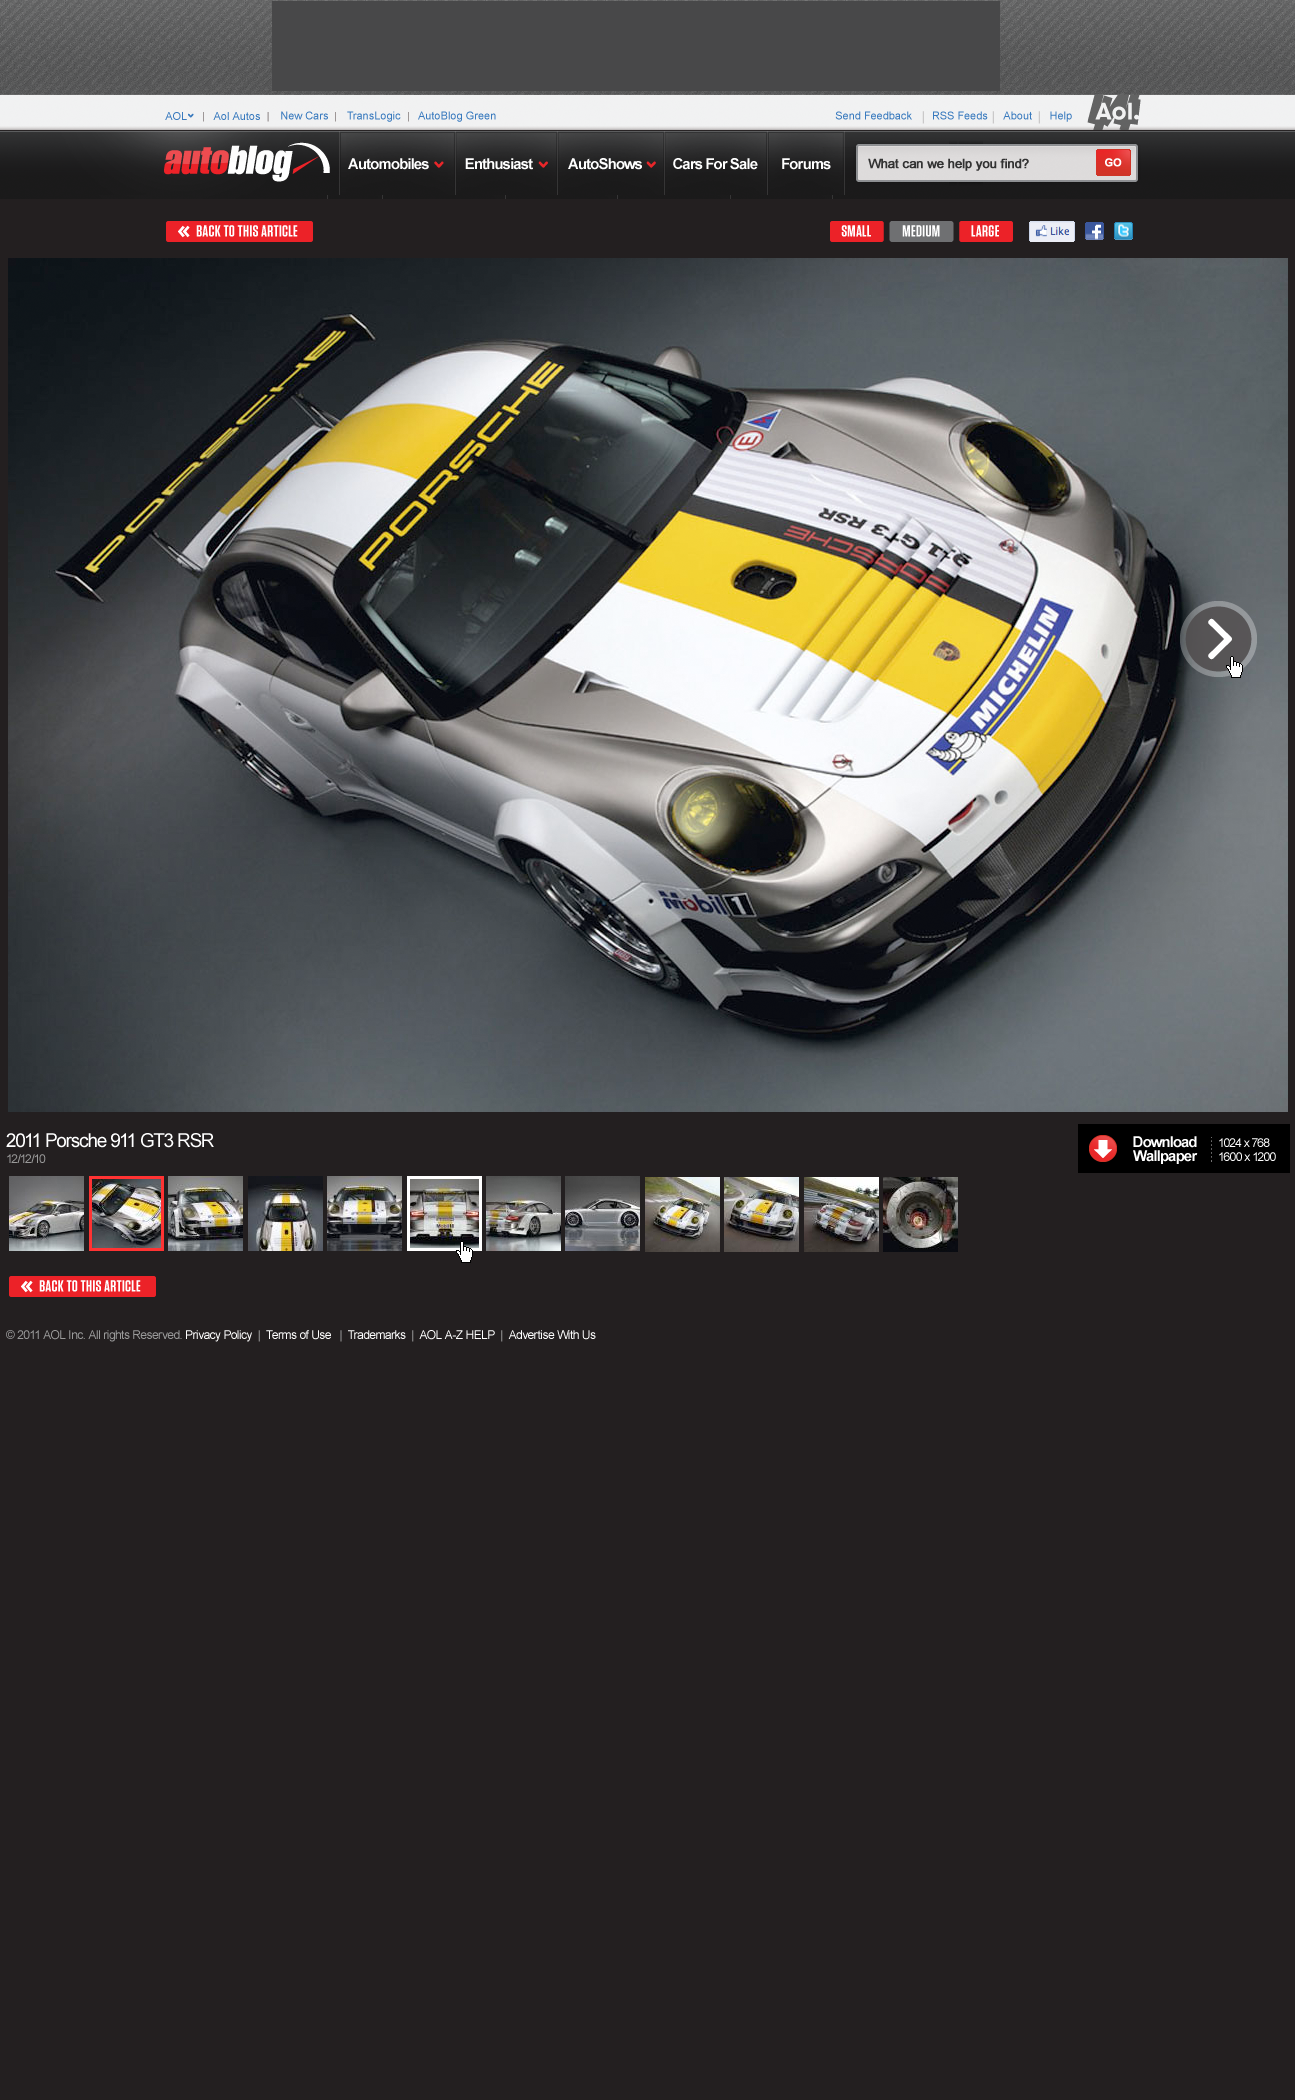 AOL | Aol Autos | New Cars | TransLogic | AutoBlog Green Send Feedback | RSS Feeds | About | Help Aol.
autoblog Automobiles Enthusiast AutoShows Cars For Sale Forums What can we help you find? GO
BACK TO THIS ARTICLE SMALL MEDIUM LARGE Like
PORSCHE
PORSCHE
E
911 GT3 RSR
PORSCHE
MICHELIN
Mobil 1
2011 Porsche 911 GT3 RSR
12/12/10
Download
Wallpaper
1024 x 768
1600 x 1200
BACK TO THIS ARTICLE
© 2011 AOL Inc. All rights Reserved. Privacy Policy | Terms of Use | Trademarks | AOL A-Z HELP | Advertise With Us